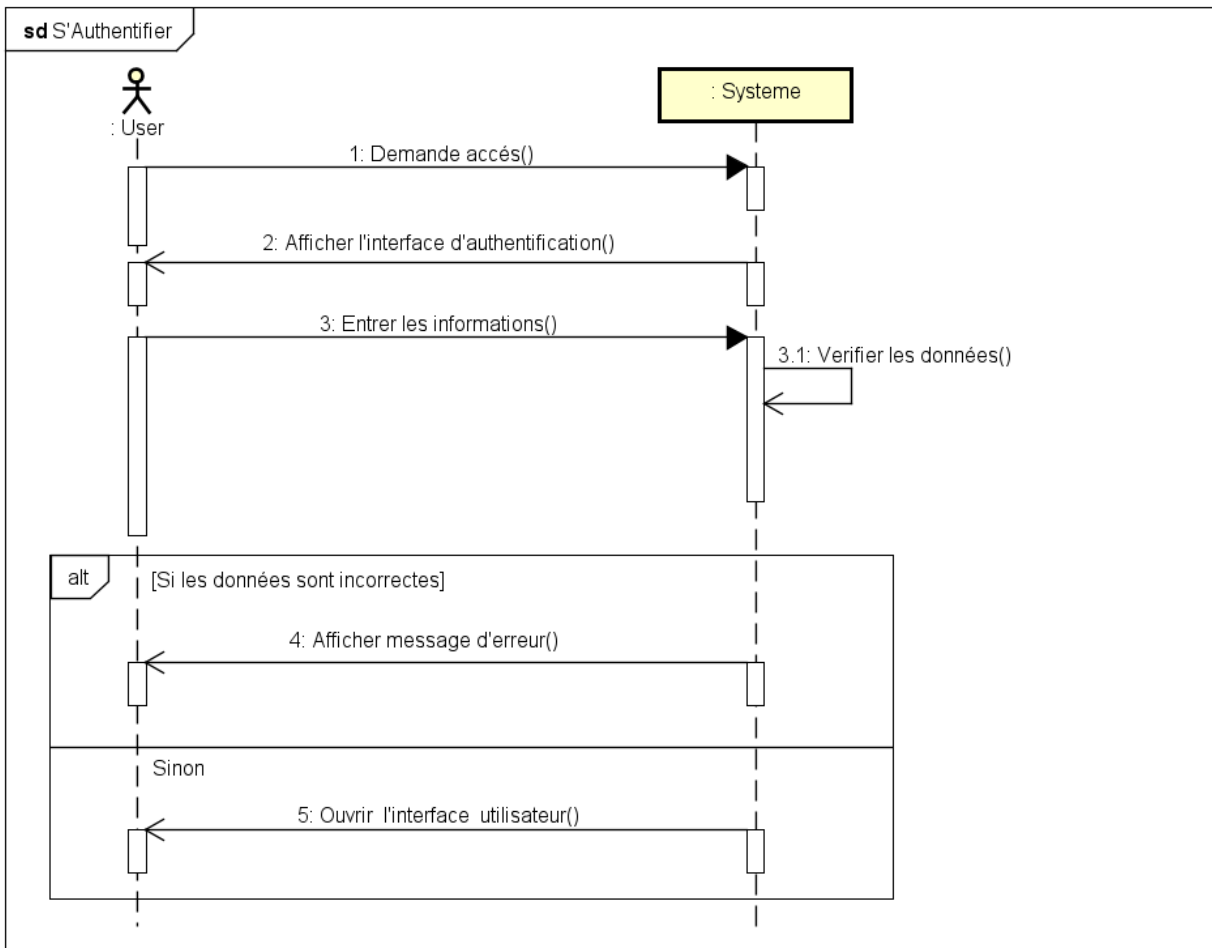 sd S'Authentifier
: User
: Systeme
1: Demande accés()
2: Afficher l'interface d'authentification()
3: Entrer les informations()
3.1: Verifier les données()
alt
[Si les données sont incorrectes]
4: Afficher message d'erreur()
Sinon
5: Ouvrir l'interface utilisateur()